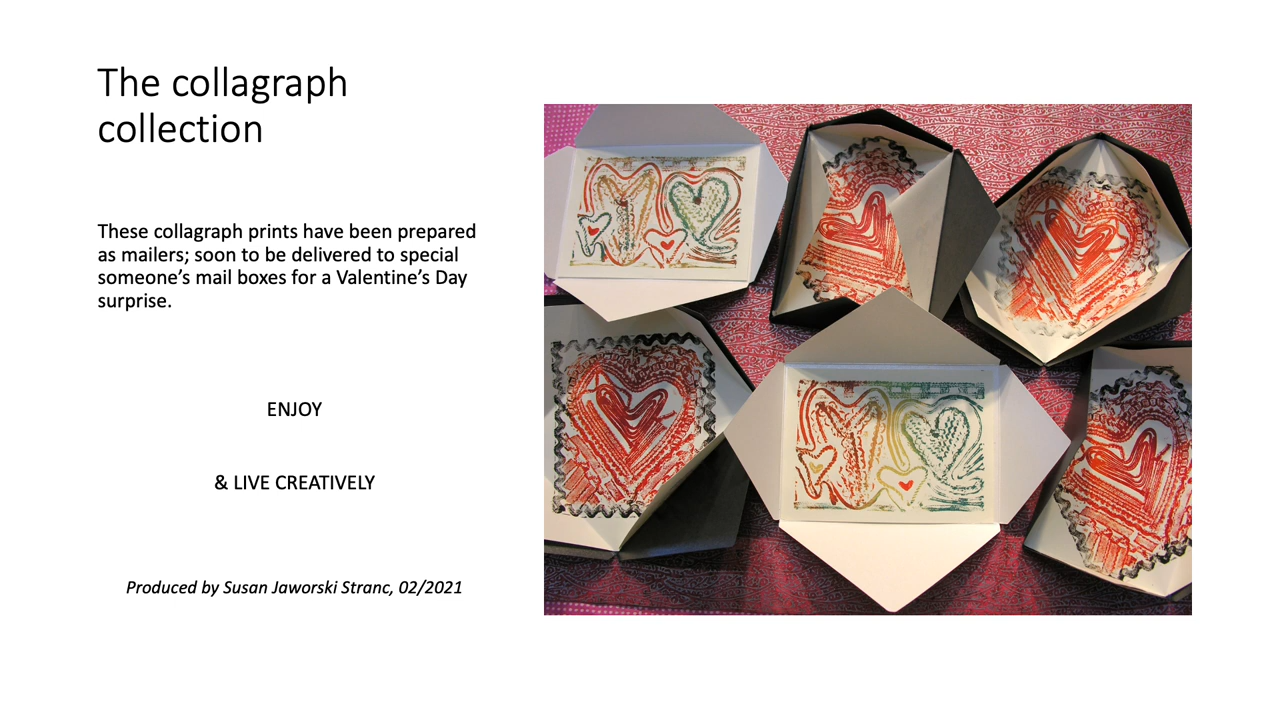 The collagraph
collection
These collagraph prints have been prepared
as mailers; soon to be delivered to special
someone’s mail boxes for a Valentine’s Day
surprise.
ENJOY
& LIVE CREATIVELY
Produced by Susan Jaworski Stranc, 02/2021